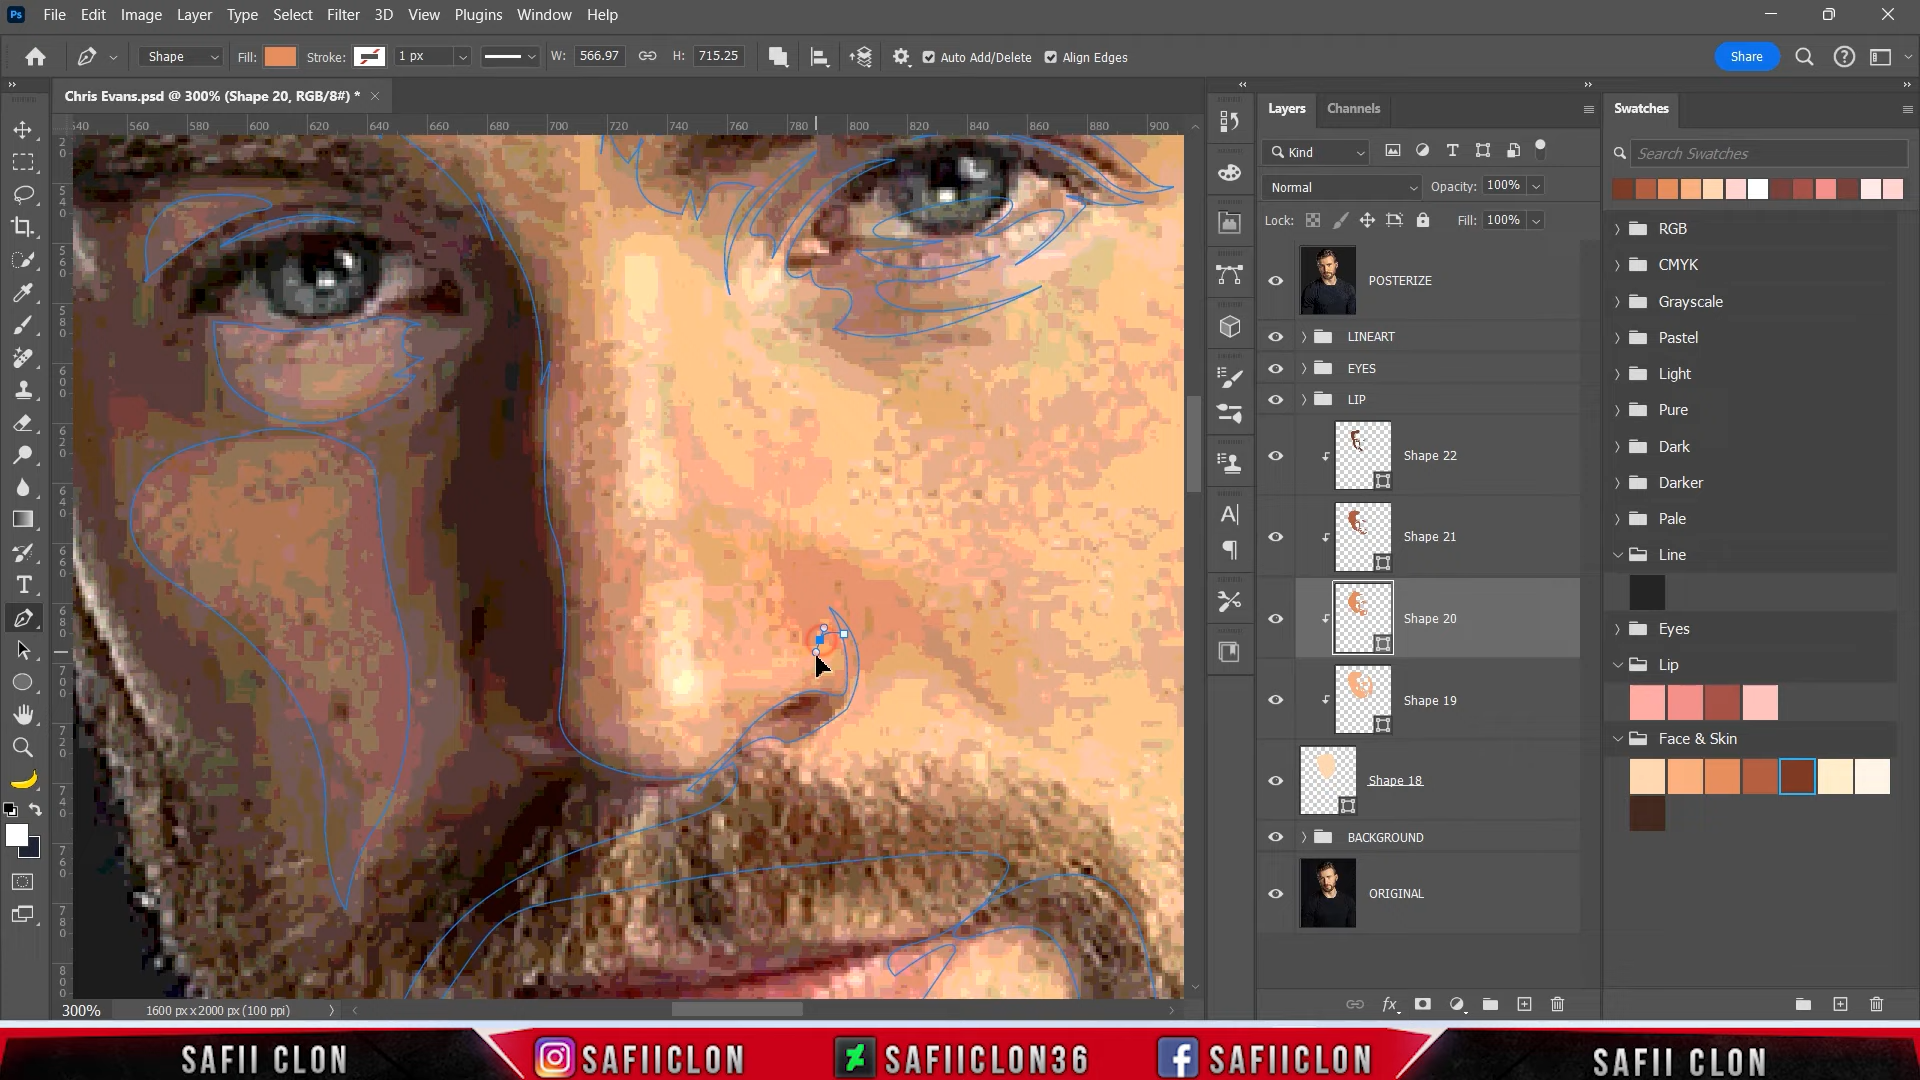 Ps File Edit Image Layer Type Select Filter 3D View Plugins Window Help
Shape Fill: Stroke: 1 px W: 566.97 H: 715.25 Auto Add/Delete Align Edges Share
Chris Evans.psd @ 300% (Shape 20, RGB/8#) *
540 560 580 600 620 640 660 680 700 720 740 760 780 800 820 840 860 880 900
Layers Channels
Kind
Normal Opacity: 100%
Lock: Fill: 100%
POSTERIZE
LINEART
EYES
LIP
Shape 22
Shape 21
Shape 20
Shape 19
Shape 18
BACKGROUND
ORIGINAL
Swatches
Search Swatches
RGB
CMYK
Grayscale
Pastel
Light
Pure
Dark
Darker
Pale
Line
Eyes
Lip
Face & Skin
300% 1600 px x 2000 px (100 ppi)
SAFII CLON SAFIICLON SAFIICLON36 SAFIICLON SAFII CLON